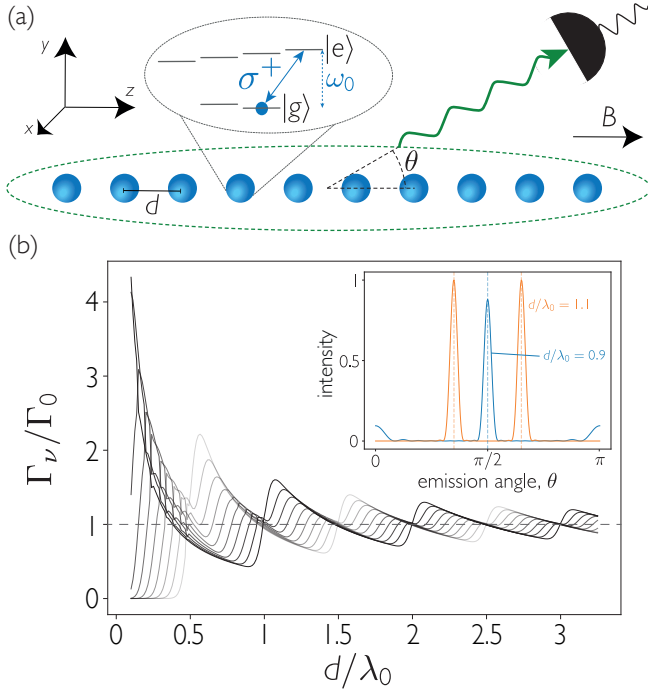 (a)
y
z
x
|e⟩
σ⁺
ω₀
|g⟩
B
θ
d
(b)
Γν/Γ0
4
3
2
1
0
0
0.5
1
1.5
2
2.5
3
d/λ₀
intensity
1
0.5
0
d/λ₀ = 1.1
d/λ₀ = 0.9
0
π/2
π
emission angle, θ